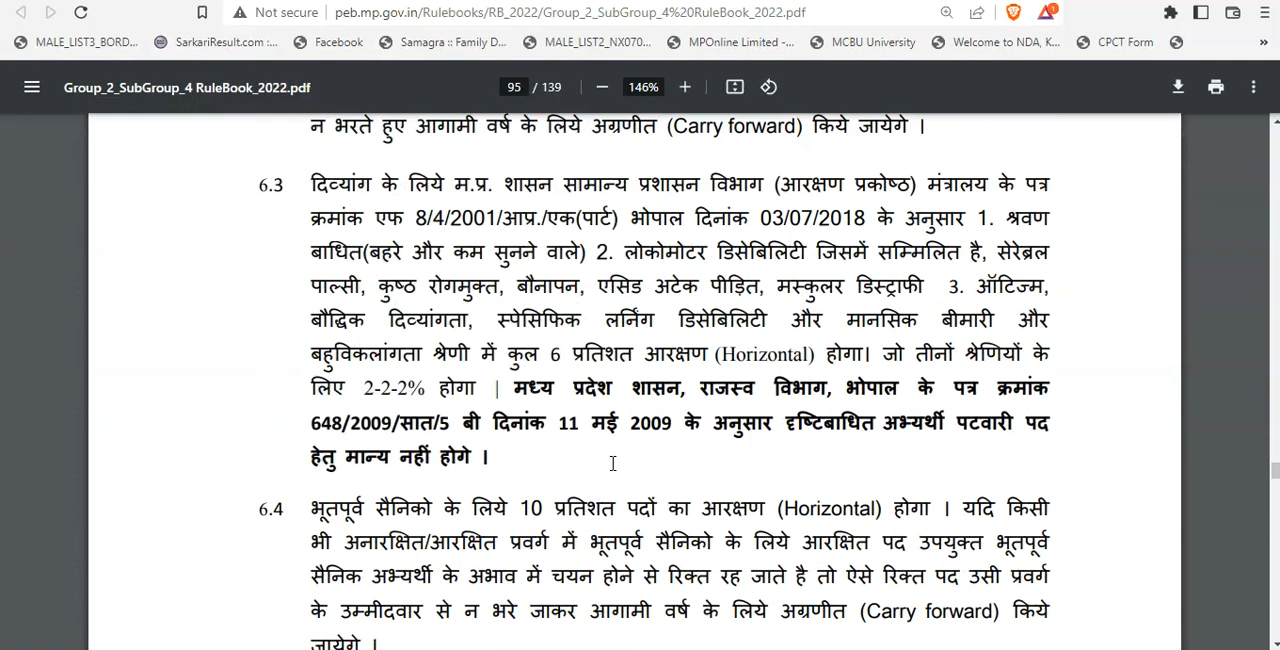 Not secure | peb.mp.gov.in/Rulebooks/RB_2022/Group_2_SubGroup_4%20RuleBook_2022.pdf 1
MALE_LIST3_BORD... SarkariResult.com :... Facebook Samagra :: Family D... MALE_LIST2_NX070... MPOnline Limited -... MCBU University Welcome to NDA, K... CPCT Form »
Group_2_SubGroup_4 RuleBook_2022.pdf 95 / 139 − 146% +
न भरते हुए आगामी वर्ष के लिये अग्रणीत (Carry forward) किये जायेगे ।
6.3 दिव्यांग के लिये म.प्र. शासन सामान्य प्रशासन विभाग (आरक्षण प्रकोष्ठ) मंत्रालय के पत्र
क्रमांक एफ 8/4/2001/आप्र./एक(पार्ट) भोपाल दिनांक 03/07/2018 के अनुसार 1. श्रवण
बाधित(बहरे और कम सुनने वाले) 2. लोकोमोटर डिसेबिलिटी जिसमें सम्मिलित है, सेरेब्रल
पाल्सी, कुष्ठ रोगमुक्त, बौनापन, एसिड अटेक पीड़ित, मस्कुलर डिस्ट्राफी 3. ऑटिज्म,
बौद्धिक दिव्यांगता, स्पेसिफिक लर्निंग डिसेबिलिटी और मानसिक बीमारी और
बहुविकलांगता श्रेणी में कुल 6 प्रतिशत आरक्षण (Horizontal) होगा। जो तीनों श्रेणियों के
लिए 2-2-2% होगा | मध्य प्रदेश शासन, राजस्व विभाग, भोपाल के पत्र क्रमांक
648/2009/सात/5 बी दिनांक 11 मई 2009 के अनुसार दृष्टिबाधित अभ्यर्थी पटवारी पद
हेतु मान्य नहीं होगे ।
6.4 भूतपूर्व सैनिको के लिये 10 प्रतिशत पदों का आरक्षण (Horizontal) होगा । यदि किसी
भी अनारक्षित/आरक्षित प्रवर्ग में भूतपूर्व सैनिको के लिये आरक्षित पद उपयुक्त भूतपूर्व
सैनिक अभ्यर्थी के अभाव में चयन होने से रिक्त रह जाते है तो ऐसे रिक्त पद उसी प्रवर्ग
के उम्मीदवार से न भरे जाकर आगामी वर्ष के लिये अग्रणीत (Carry forward) किये
जायेगे ।